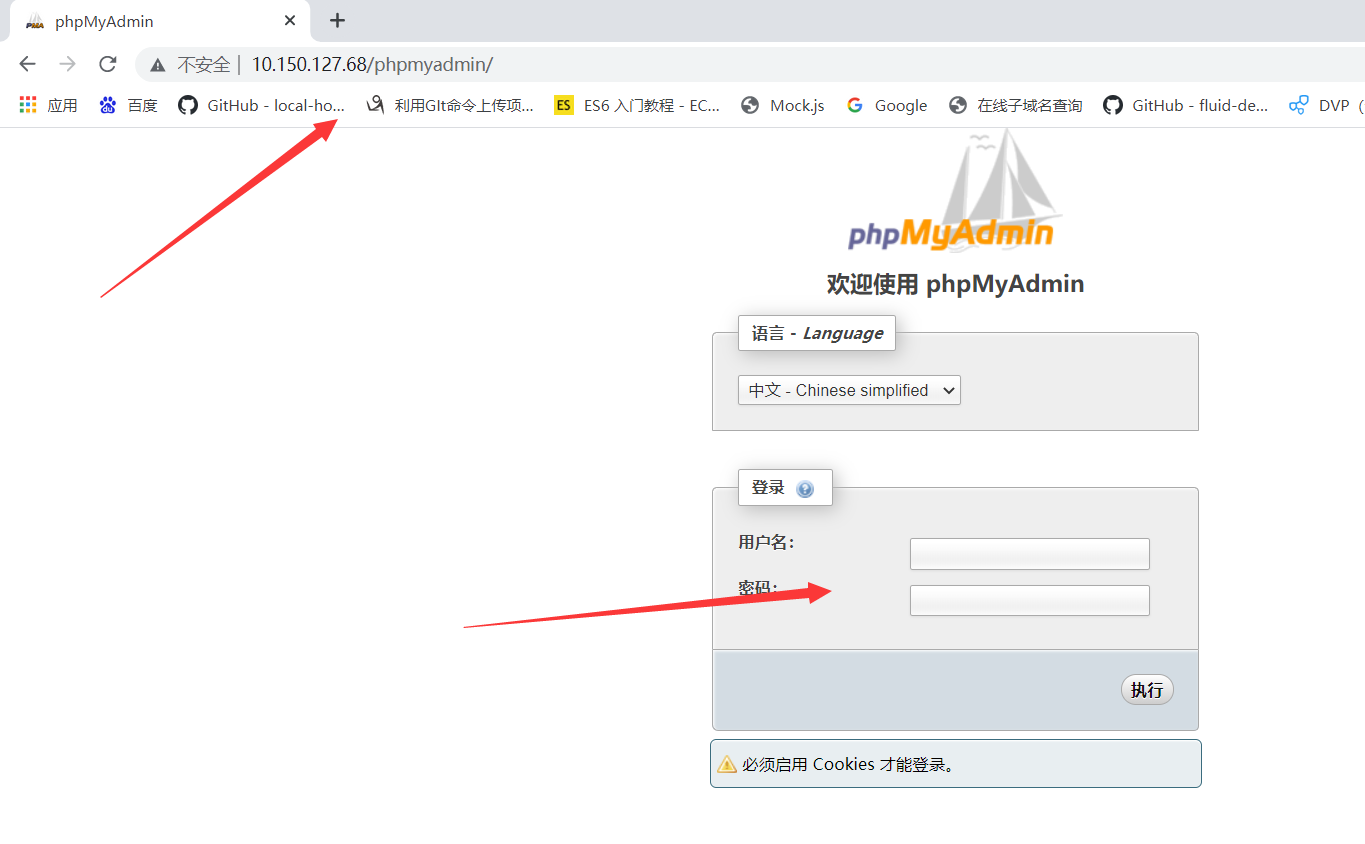 phpMyAdmin
不安全 | 10.150.127.68/phpmyadmin/
应用 百度 GitHub - local-ho... 利用GIt命令上传项... ES ES6 入门教程 - EC... Mock.js Google 在线子域名查询 GitHub - fluid-de... DVP (
phpMyAdmin
欢迎使用 phpMyAdmin
语言 - Language
中文 - Chinese simplified
登录
用户名:
密码:
执行
必须启用 Cookies 才能登录。